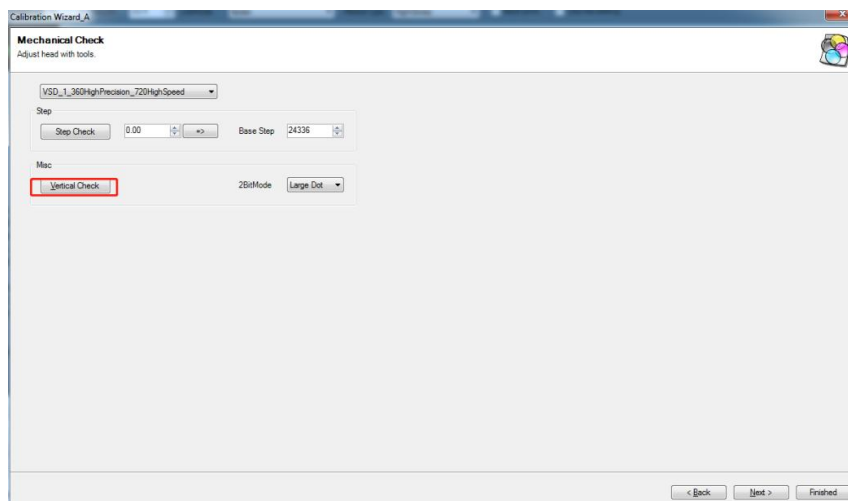 Calibration Wizard_A
Mechanical Check
Adjust head with tools.
VSD_1_360HighPrecision_720HighSpeed
Step
Step Check 0.00 => Base Step 24336
Misc
Vertical Check 2BitMode Large Dot
< Back Next > Finished